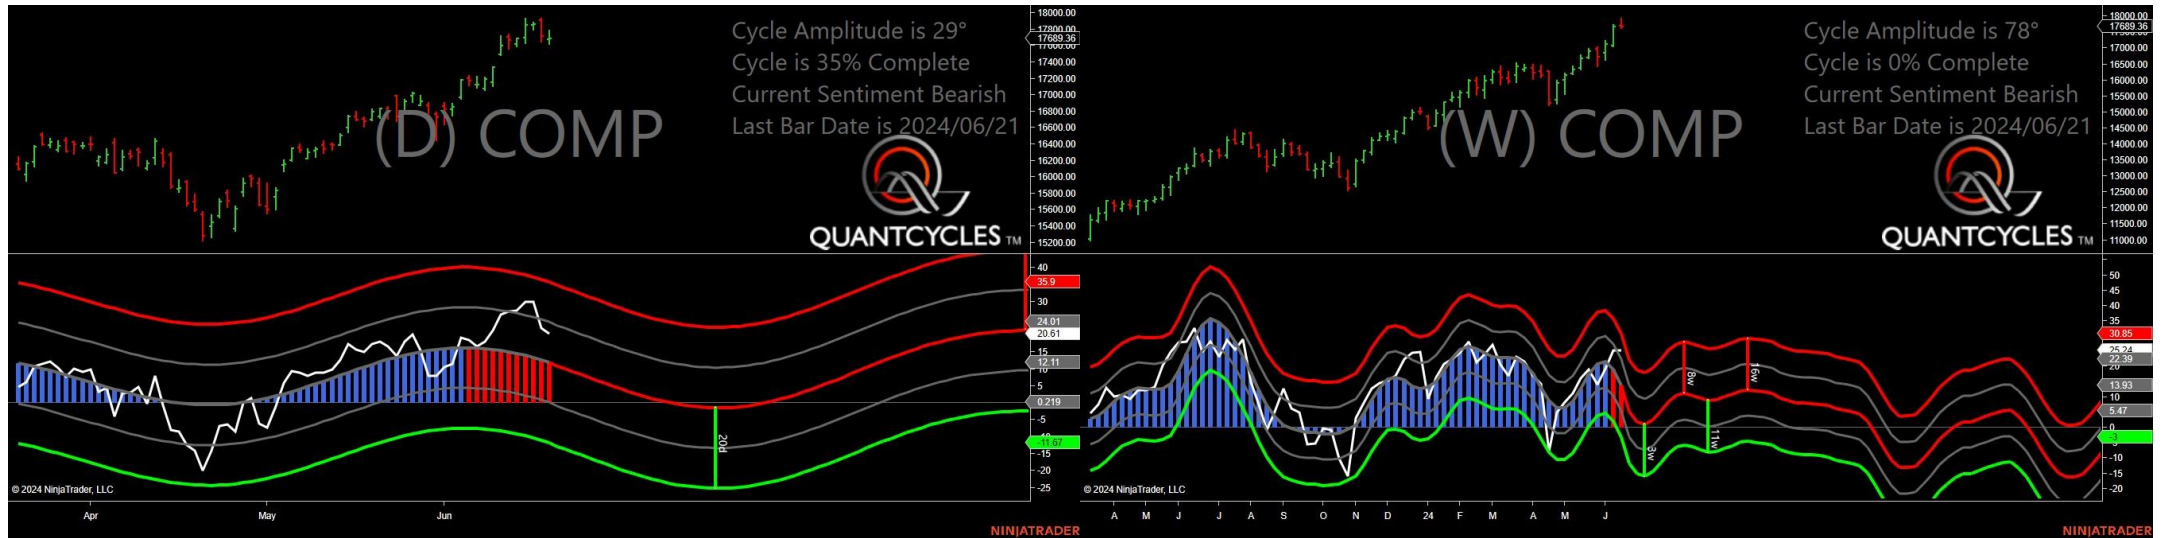 Cycle Amplitude is 29°
Cycle is 35% Complete
Current Sentiment Bearish
Last Bar Date is 2024/06/21
(D) COMP
QUANTCYCLES TM
18000.00
17689.36
17400.00
17200.00
17000.00
16800.00
16600.00
16400.00
16200.00
16000.00
15800.00
15600.00
15400.00
15200.00
40
35.9
30
24.01
20.61
15
12.11
10
5
0.219
-5
-11.67
-15
-20
-25
20d
© 2024 NinjaTrader, LLC
Apr May Jun
NINJATRADER
Cycle Amplitude is 78°
Cycle is 0% Complete
Current Sentiment Bearish
Last Bar Date is 2024/06/21
(W) COMP
QUANTCYCLES TM
18000.00
17689.36
17000.00
16500.00
16000.00
15500.00
15000.00
14500.00
14000.00
13500.00
13000.00
12500.00
12000.00
11500.00
11000.00
50
45
40
35
30.85
25.24
22.39
20
13.93
10
5.47
0
-3
-10
-15
-20
8w
16w
11w
3w
© 2024 NinjaTrader, LLC
A M J J A S O N D 24 F M A M J
NINJATRADER